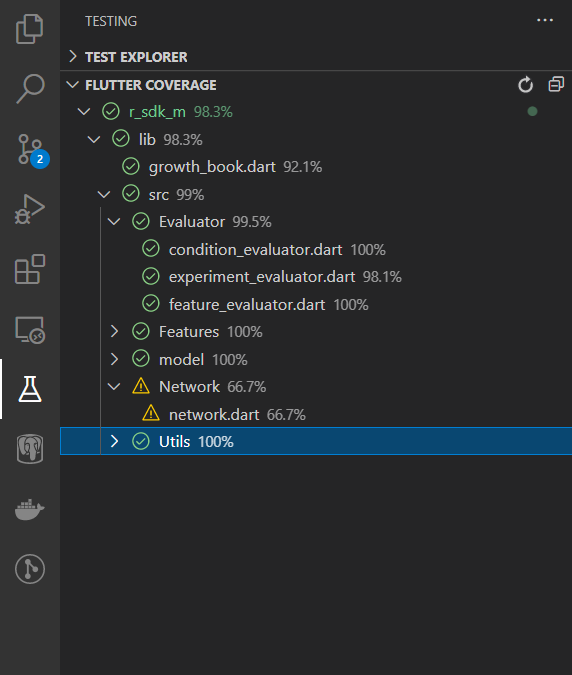 TESTING
TEST EXPLORER
FLUTTER COVERAGE
r_sdk_m 98.3%
lib 98.3%
2
growth_book.dart 92.1%
src 99%
Evaluator 99.5%
condition_evaluator.dart 100%
experiment_evaluator.dart 98.1%
feature_evaluator.dart 100%
Features 100%
model 100%
Network 66.7%
network.dart 66.7%
Utils 100%